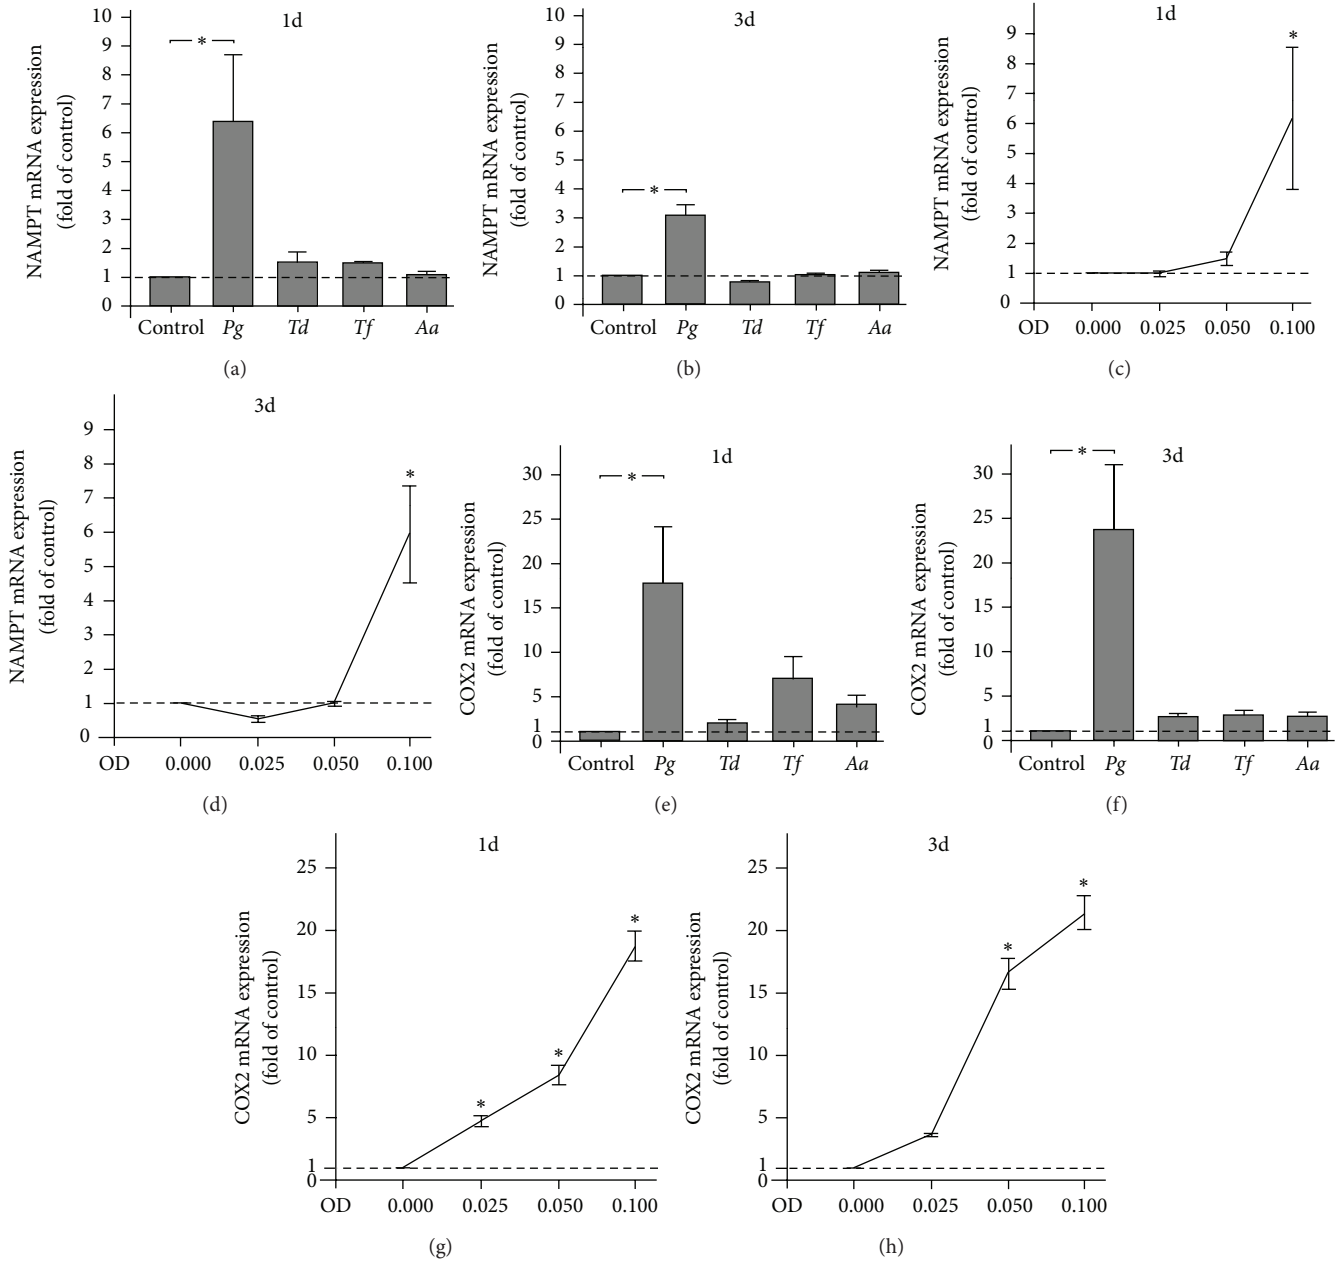 1d
NAMPT mRNA expression
(fold of control)
10
9
8
7
6
5
4
3
2
1
0
*
Control Pg Td Tf Aa
(a)
3d
NAMPT mRNA expression
(fold of control)
10
9
8
7
6
5
4
3
2
1
0
*
Control Pg Td Tf Aa
(b)
1d
NAMPT mRNA expression
(fold of control)
9
8
7
6
5
4
3
2
1
0
*
OD 0.000 0.025 0.050 0.100
(c)
3d
NAMPT mRNA expression
(fold of control)
9
8
7
6
5
4
3
2
1
0
*
OD 0.000 0.025 0.050 0.100
(d)
1d
COX2 mRNA expression
(fold of control)
30
25
20
15
10
5
1
0
*
Control Pg Td Tf Aa
(e)
3d
COX2 mRNA expression
(fold of control)
30
25
20
15
10
5
1
0
*
Control Pg Td Tf Aa
(f)
1d
COX2 mRNA expression
(fold of control)
25
20
15
10
5
1
0
*
*
*
OD 0.000 0.025 0.050 0.100
(g)
3d
COX2 mRNA expression
(fold of control)
25
20
15
10
5
1
0
*
*
OD 0.000 0.025 0.050 0.100
(h)